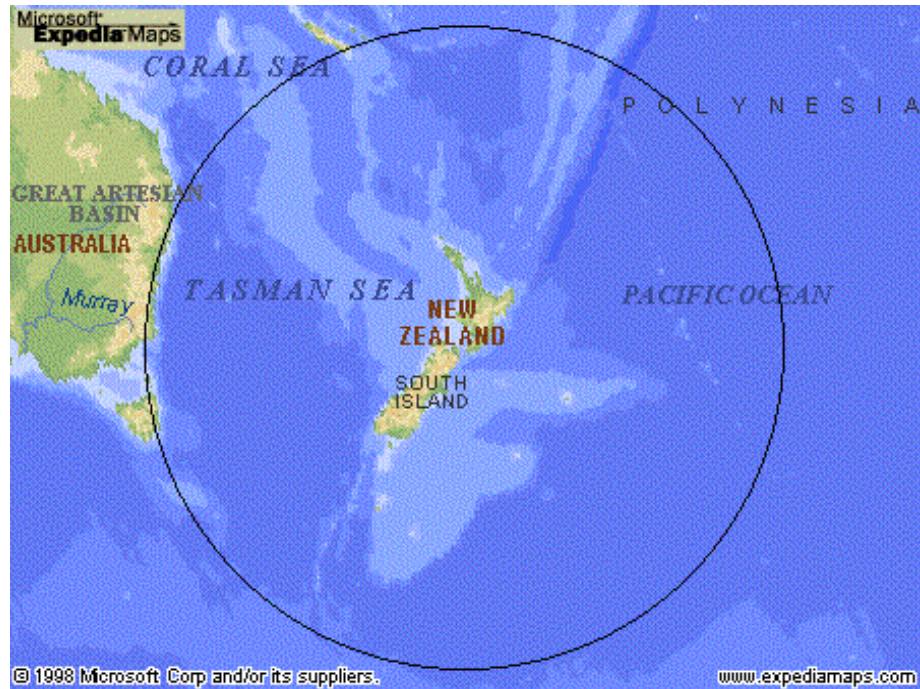 Microsoft
Expedia Maps
CORAL SEA
POLYNESIA
GREAT ARTESIAN
BASIN
AUSTRALIA
Murray
TASMAN SEA
PACIFIC OCEAN
NEW
ZEALAND
SOUTH
ISLAND
© 1998 Microsoft Corp and/or its suppliers.
www.expediamaps.com